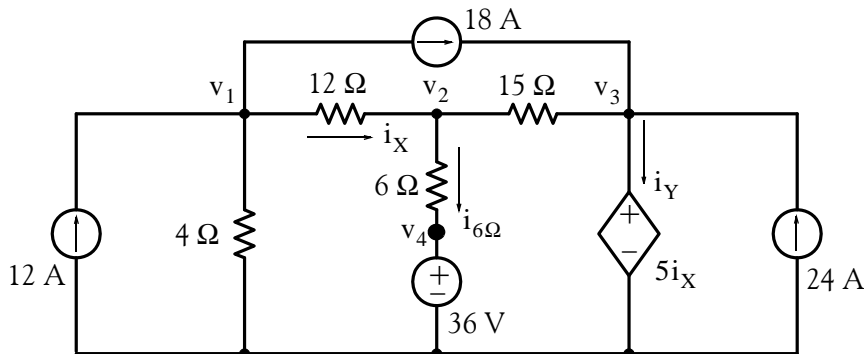 18 A
v1 12 Ω v2 15 Ω v3
iX
6 Ω iY
4 Ω v4 i6Ω + −
12 A + − 5iX 24 A
36 V